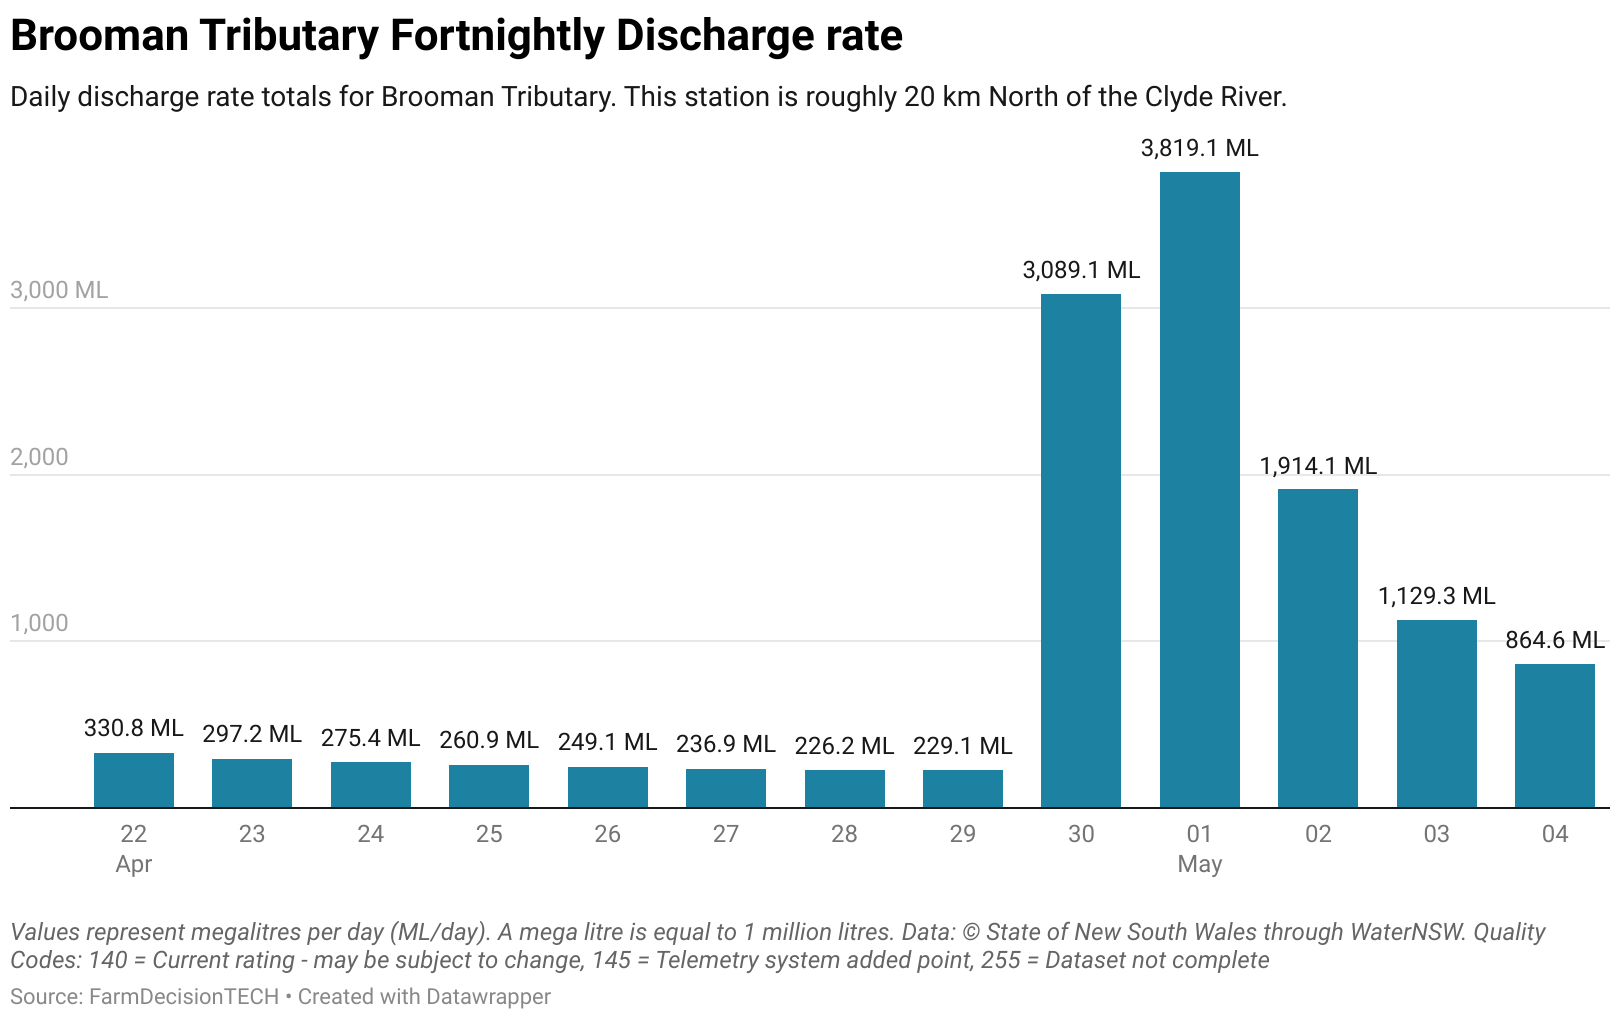 Brooman Tributary Fortnightly Discharge rate
Daily discharge rate totals for Brooman Tributary. This station is roughly 20 km North of the Clyde River.
3,819.1 ML
3,089.1 ML
3,000 ML
2,000
1,914.1 ML
1,129.3 ML
1,000
864.6 ML
330.8 ML 297.2 ML 275.4 ML 260.9 ML 249.1 ML 236.9 ML 226.2 ML 229.1 ML
22 23 24 25 26 27 28 29 30 01 02 03 04
Apr May
Values represent megalitres per day (ML/day). A mega litre is equal to 1 million litres. Data: © State of New South Wales through WaterNSW. Quality
Codes: 140 = Current rating - may be subject to change, 145 = Telemetry system added point, 255 = Dataset not complete
Source: FarmDecisionTECH • Created with Datawrapper